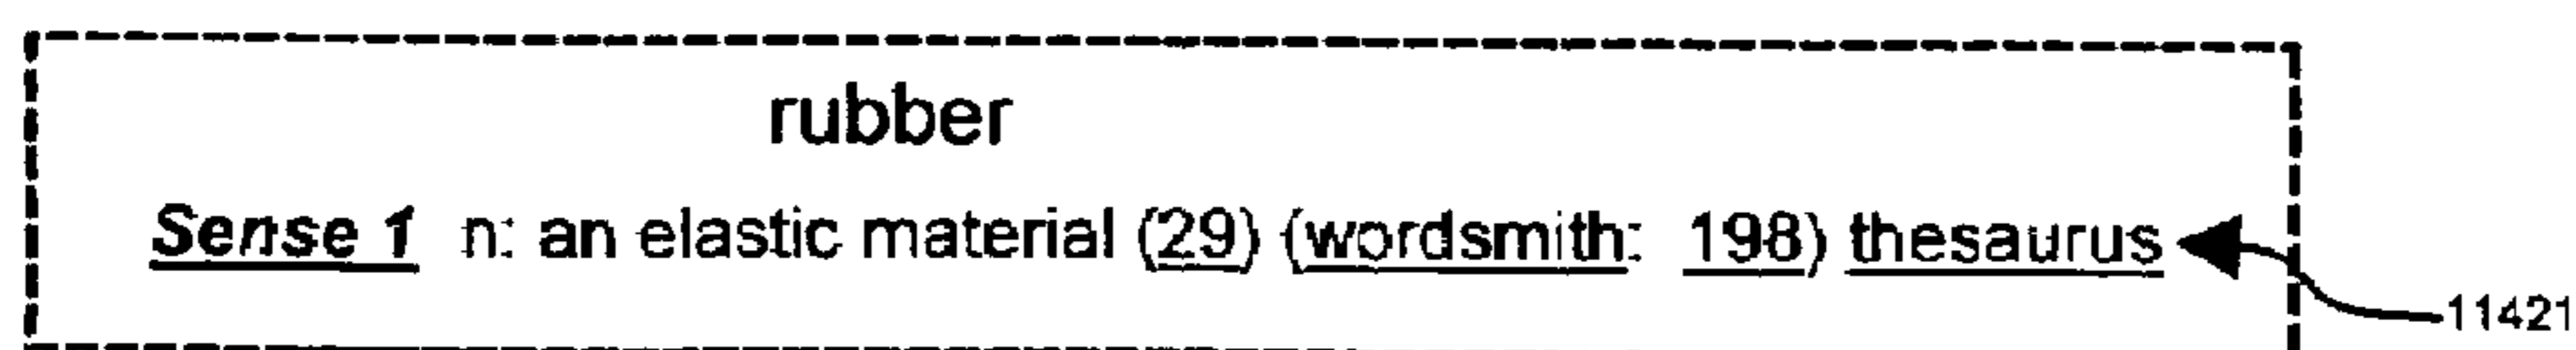 rubber
Sense 1 n: an elastic material (29) (wordsmith: 198) thesaurus
11421